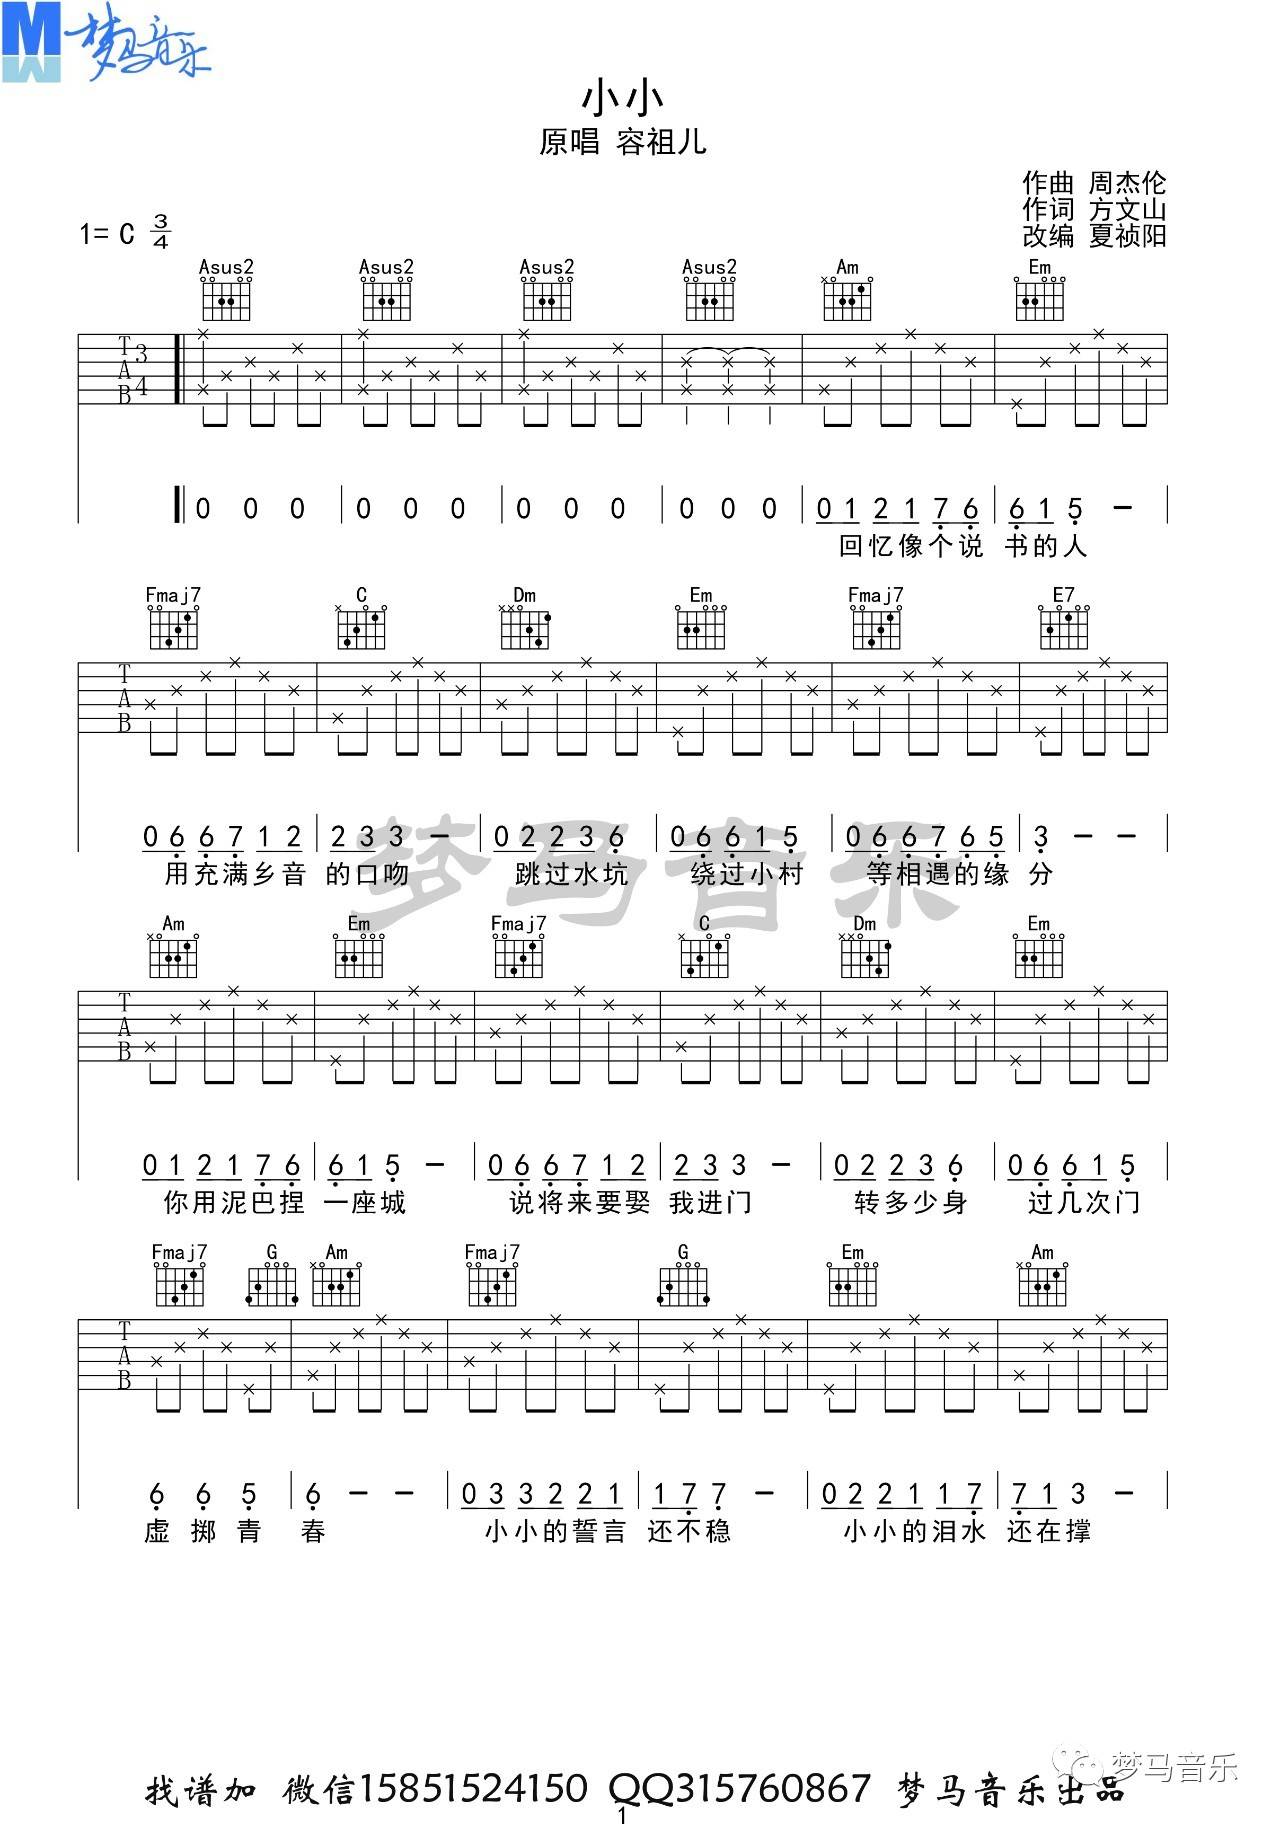 M 梦马音乐
小小
原唱 容祖儿
作曲 周杰伦
作词 方文山
1= C 3/4 改编 夏祯阳
Asus2 Asus2 Asus2 Asus2 Am Em
T A B 3 4
0 0 0 0 0 0 0 0 0 0 0 0 0 1 2 1 7 6 6 1 5 -
回忆像个说 书的人
Fmaj7 C Dm Em Fmaj7 E7
T A B
0 6 6 7 1 2 2 3 3 - 0 2 2 3 6 0 6 6 1 5 0 6 6 7 6 5 3 - -
用充满乡音 的口吻 跳过水坑 绕过小村 等相遇的缘 分
梦马音乐
Am Em Fmaj7 C Dm Em
T A B
0 1 2 1 7 6 6 1 5 - 0 6 6 7 1 2 2 3 3 - 0 2 2 3 6 0 6 6 1 5
你用泥巴捏 一座城 说将来要娶 我进门 转多少身 过几次门
Fmaj7 G Am Fmaj7 G Em Am
T A B
6 6 5 6 - - 0 3 3 2 2 1 1 7 7 - 0 2 2 1 1 7 7 1 3 -
虚 掷 青 春 小小的誓言 还不稳 小小的泪水 还在撑
梦马音乐
找谱加 微信15851524150 QQ315760867 梦马音乐出品
1